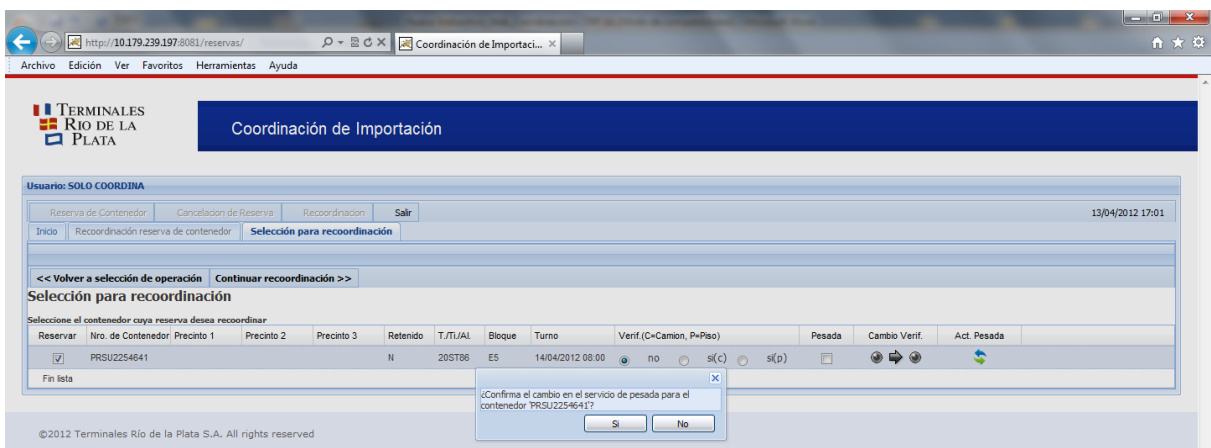 http://10.179.239.197:8081/reservas/
Coordinación de Importaci...
Archivo Edición Ver Favoritos Herramientas Ayuda
TERMINALES
RIO DE LA
PLATA
Coordinación de Importación
Usuario: SOLO COORDINA
Reserva de Contenedor Cancelacion de Reserva Recoordinacion Salir 13/04/2012 17:01
Inicio Recoordinación reserva de contenedor Selección para recoordinación
<< Volver a selección de operación Continuar recoordinación >>
Selección para recoordinación
Seleccione el contenedor cuya reserva desea recoordinar
Reservar Nro. de Contenedor Precinto 1 Precinto 2 Precinto 3 Retenido T./Ti./Al. Bloque Turno Verif.(C=Camion, P=Piso) Pesada Cambio Verif. Act. Pesada
PRSU2254641 N 20ST86 E5 14/04/2012 08:00 no si(c) si(p)
Fin lista
¿Confirma el cambio en el servicio de pesada para el
contenedor 'PRSU2254641'?
Si No
©2012 Terminales Río de la Plata S.A. All rights reserved